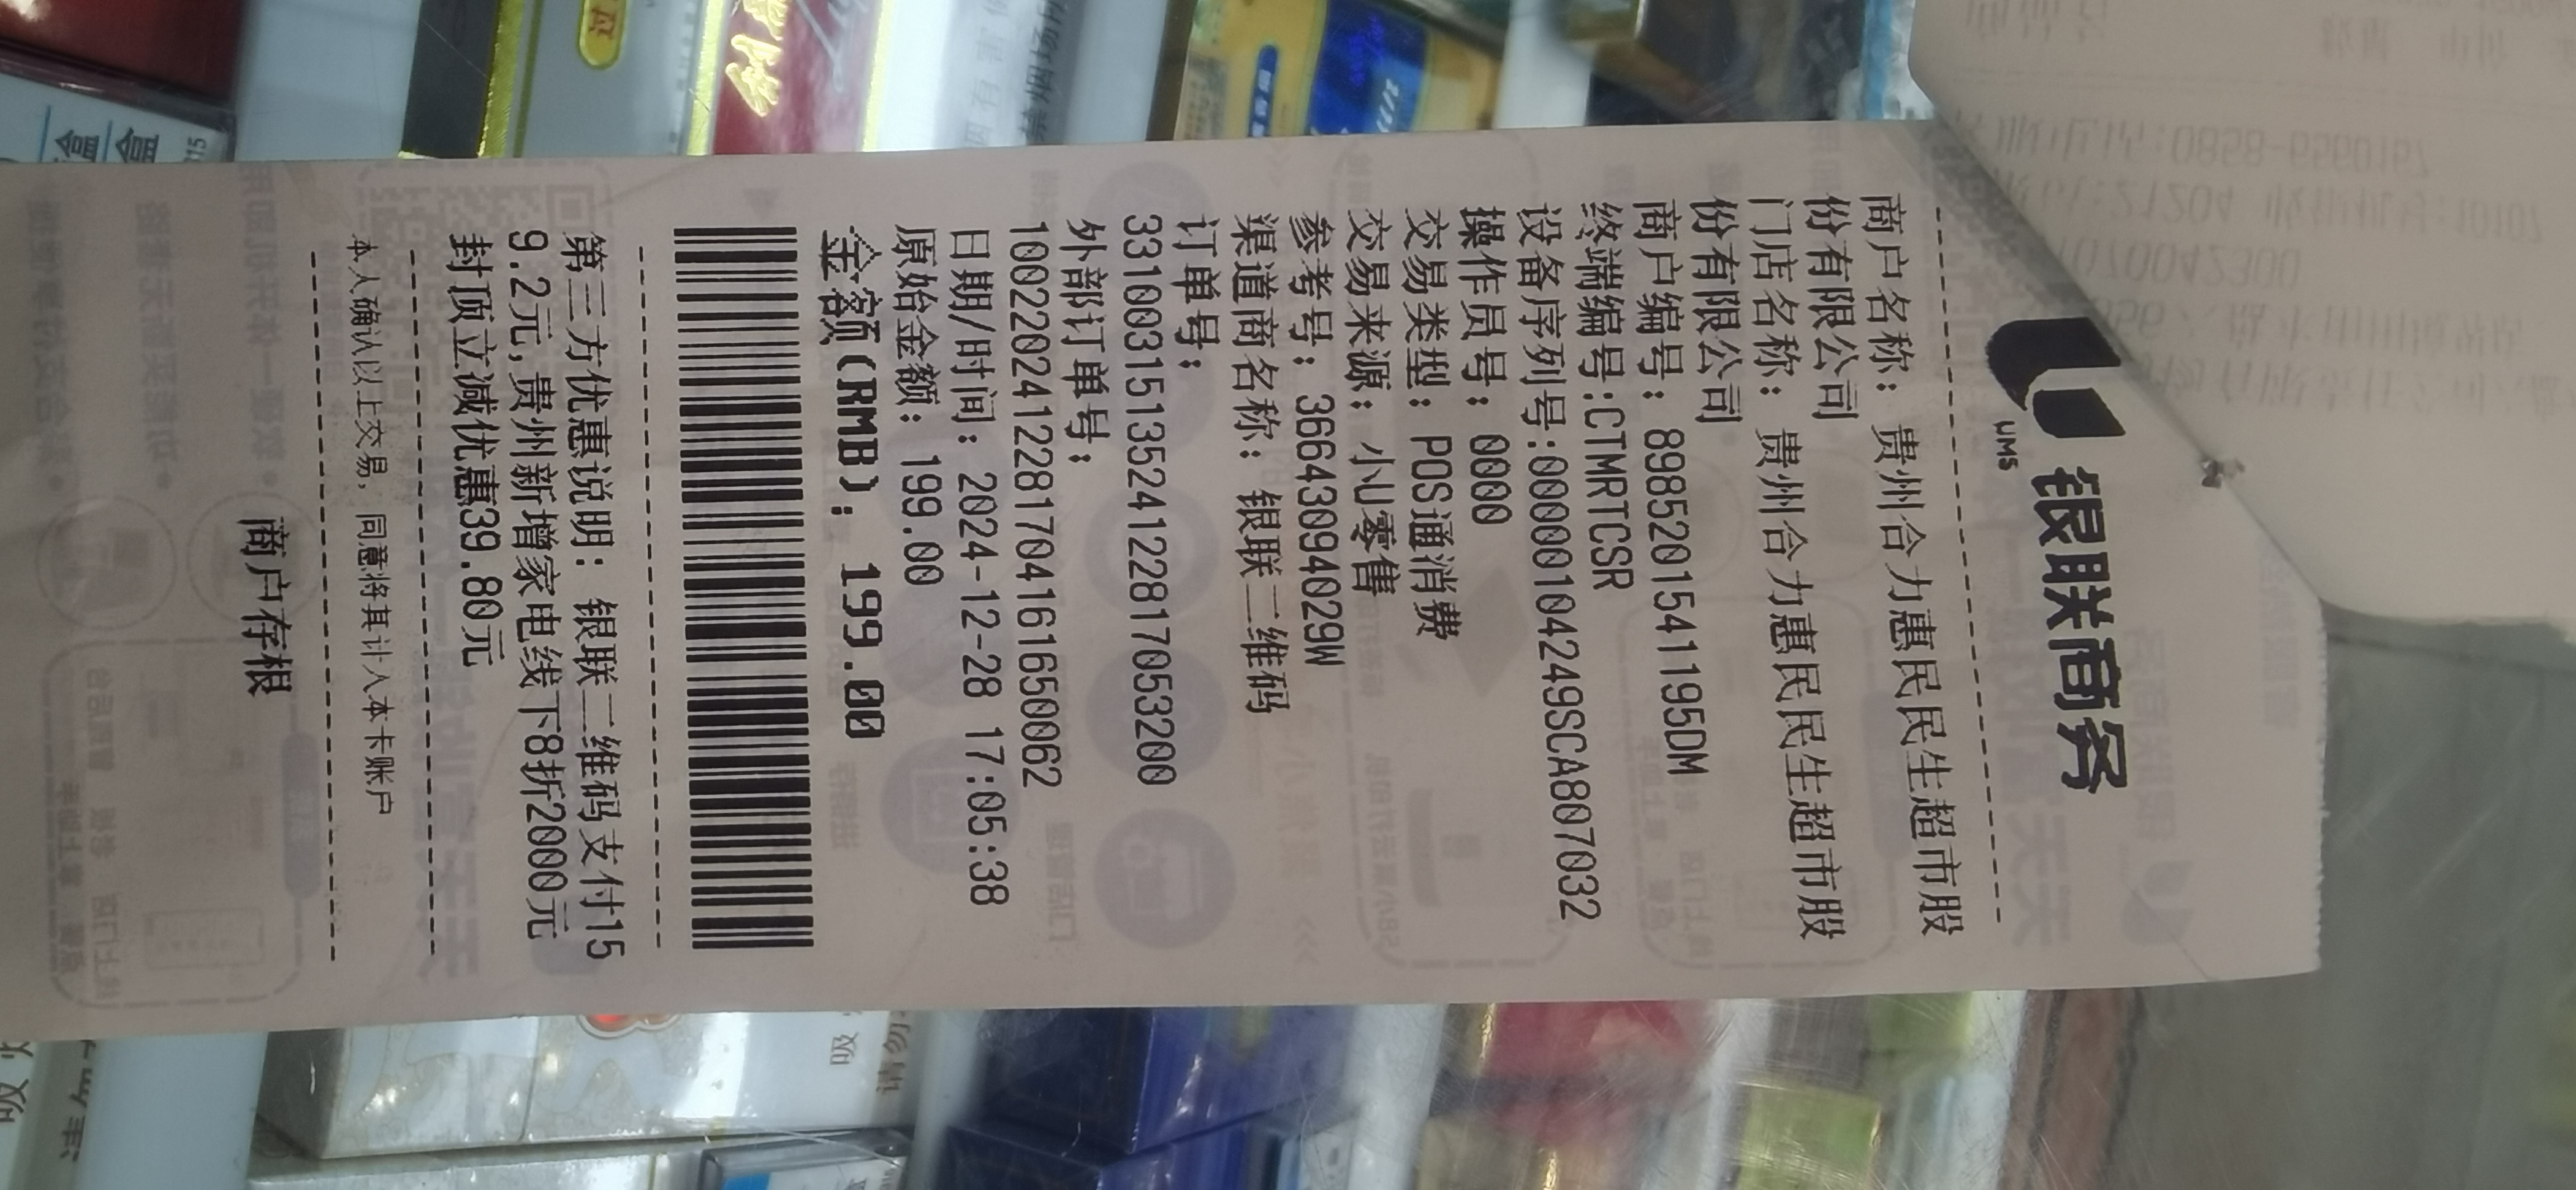 UMS 银联商务
商户名称： 贵州合力惠民民生超市股
份有限公司
门店名称： 贵州合力惠民民生超市股
份有限公司
商户编号： 89852015411195DM
终端编号:CTMRTCSR
设备序列号:00000104249SCA807032
操作员号： 0000
交易类型： POS通消费
交易来源： 小U零售
参考号： 36643094029W
渠道商名称： 银联二维码
订单号：
33100315135241228170532​00
外部订单号：
1002202412281704161650062
日期/时间：2024-12-28 17:05:38
原始金额： 199.00
金额(RMB)： 199.00
第三方优惠说明： 银联二维码支付15
9.2元,贵州新增家电线下8折2000元
封顶立减优惠39.80元
本人确认以上交易，同意将其计入本卡账户
商户存根